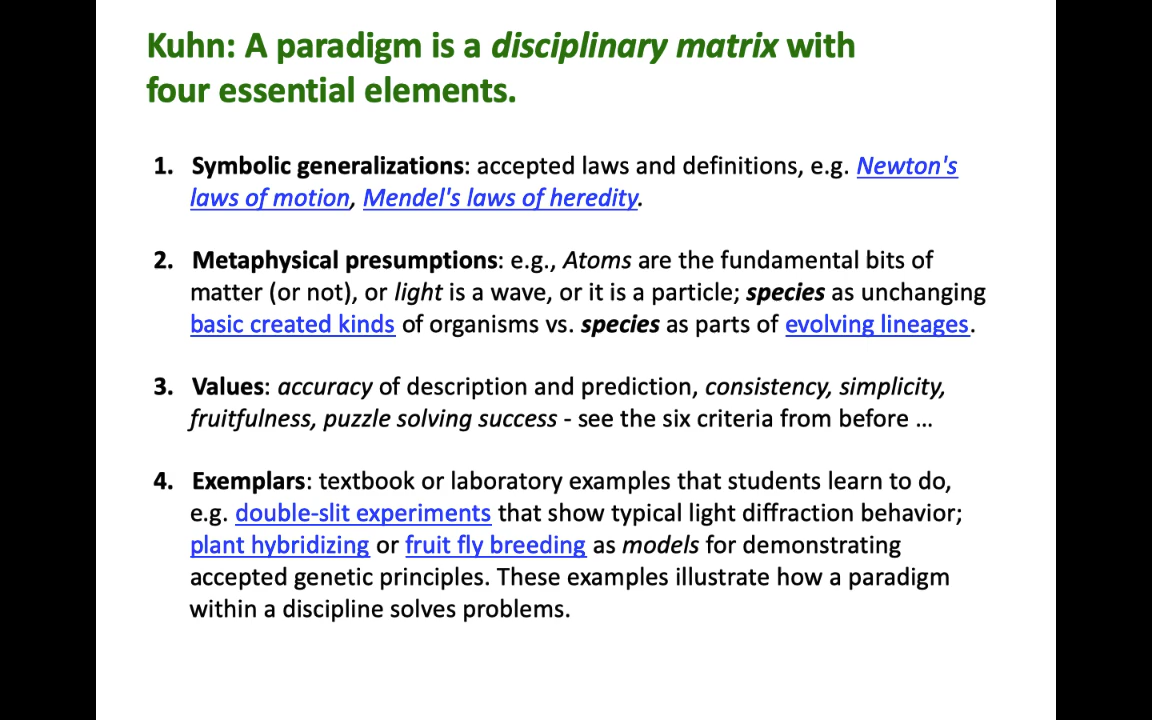 Kuhn: A paradigm is a disciplinary matrix with
four essential elements.
1. Symbolic generalizations: accepted laws and definitions, e.g. Newton's
laws of motion, Mendel's laws of heredity.
2. Metaphysical presumptions: e.g., Atoms are the fundamental bits of
matter (or not), or light is a wave, or it is a particle; species as unchanging
basic created kinds of organisms vs. species as parts of evolving lineages.
3. Values: accuracy of description and prediction, consistency, simplicity,
fruitfulness, puzzle solving success - see the six criteria from before ...
4. Exemplars: textbook or laboratory examples that students learn to do,
e.g. double-slit experiments that show typical light diffraction behavior;
plant hybridizing or fruit fly breeding as models for demonstrating
accepted genetic principles. These examples illustrate how a paradigm
within a discipline solves problems.